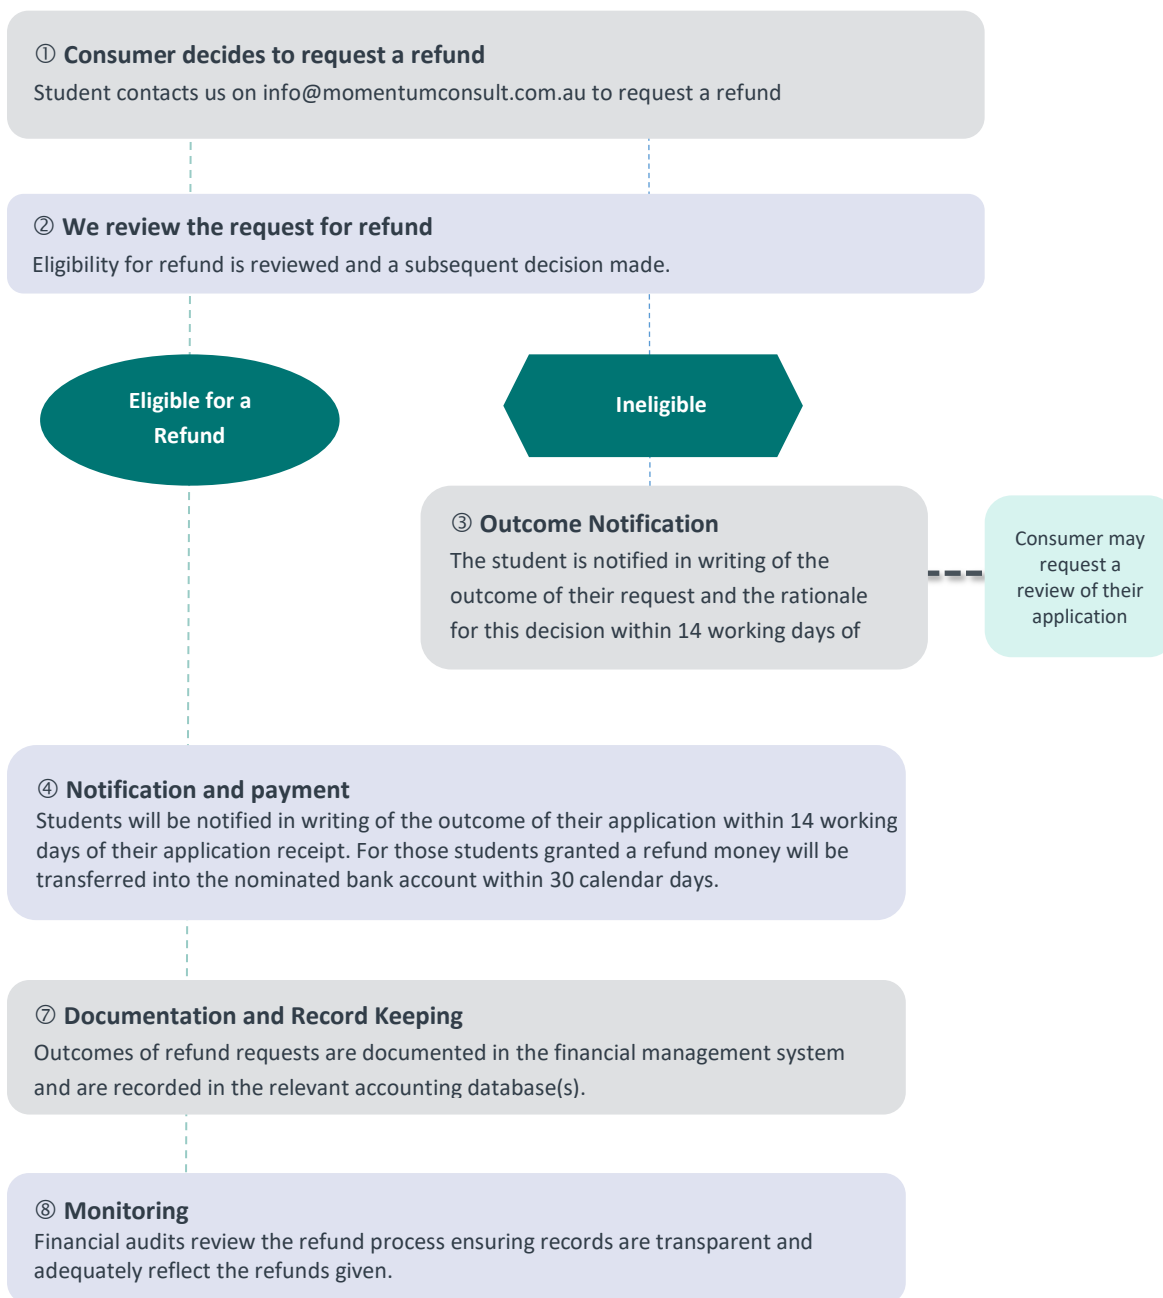 ① Consumer decides to request a refund
Student contacts us on info@momentumconsult.com.au to request a refund
② We review the request for refund
Eligibility for refund is reviewed and a subsequent decision made.
Eligible for a
Refund
Ineligible
③ Outcome Notification
The student is notified in writing of the
outcome of their request and the rationale
for this decision within 14 working days of
Consumer may
request a
review of their
application
④ Notification and payment
Students will be notified in writing of the outcome of their application within 14 working
days of their application receipt. For those students granted a refund money will be
transferred into the nominated bank account within 30 calendar days.
⑦ Documentation and Record Keeping
Outcomes of refund requests are documented in the financial management system
and are recorded in the relevant accounting database(s).
⑧ Monitoring
Financial audits review the refund process ensuring records are transparent and
adequately reflect the refunds given.